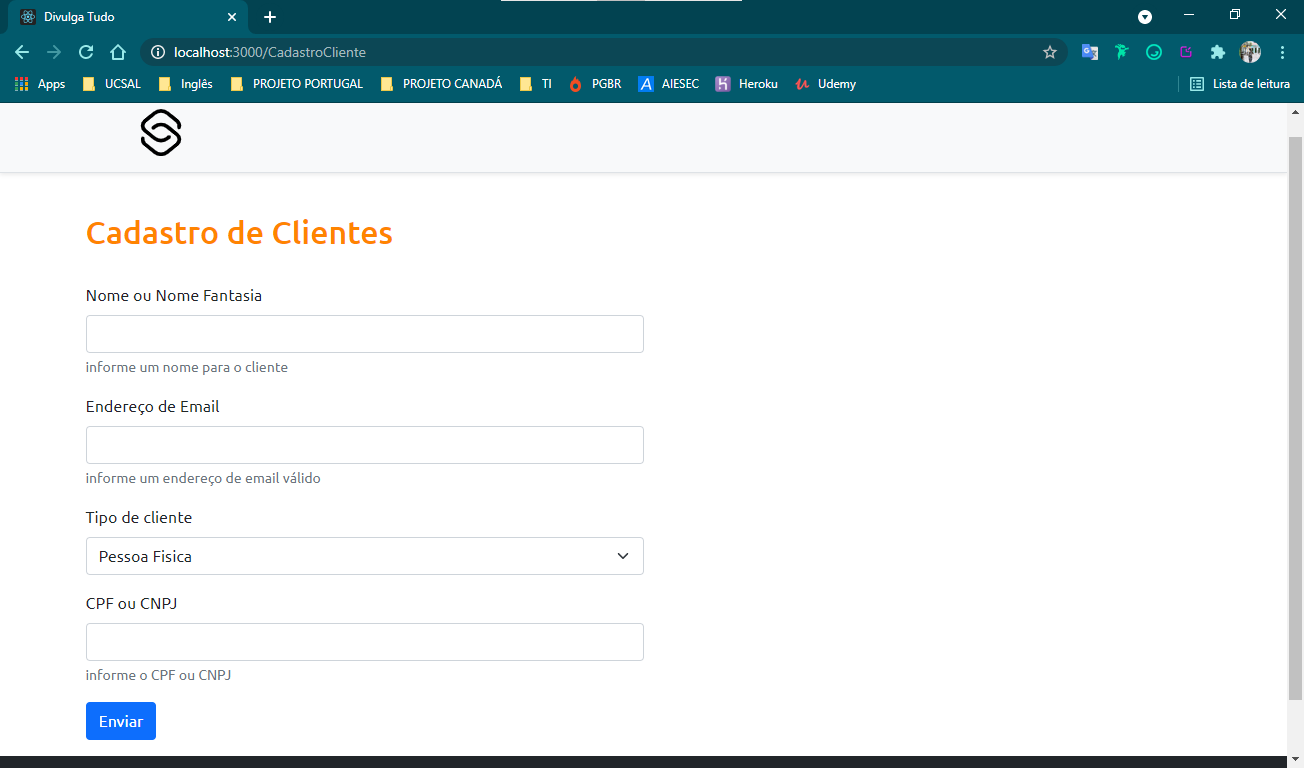 Divulga Tudo
localhost:3000/CadastroCliente
Apps UCSAL Inglês PROJETO PORTUGAL PROJETO CANADÁ TI PGBR AIESEC Heroku Udemy Lista de leitura
Cadastro de Clientes
Nome ou Nome Fantasia
informe um nome para o cliente
Endereço de Email
informe um endereço de email válido
Tipo de cliente
Pessoa Fisica
CPF ou CNPJ
informe o CPF ou CNPJ
Enviar